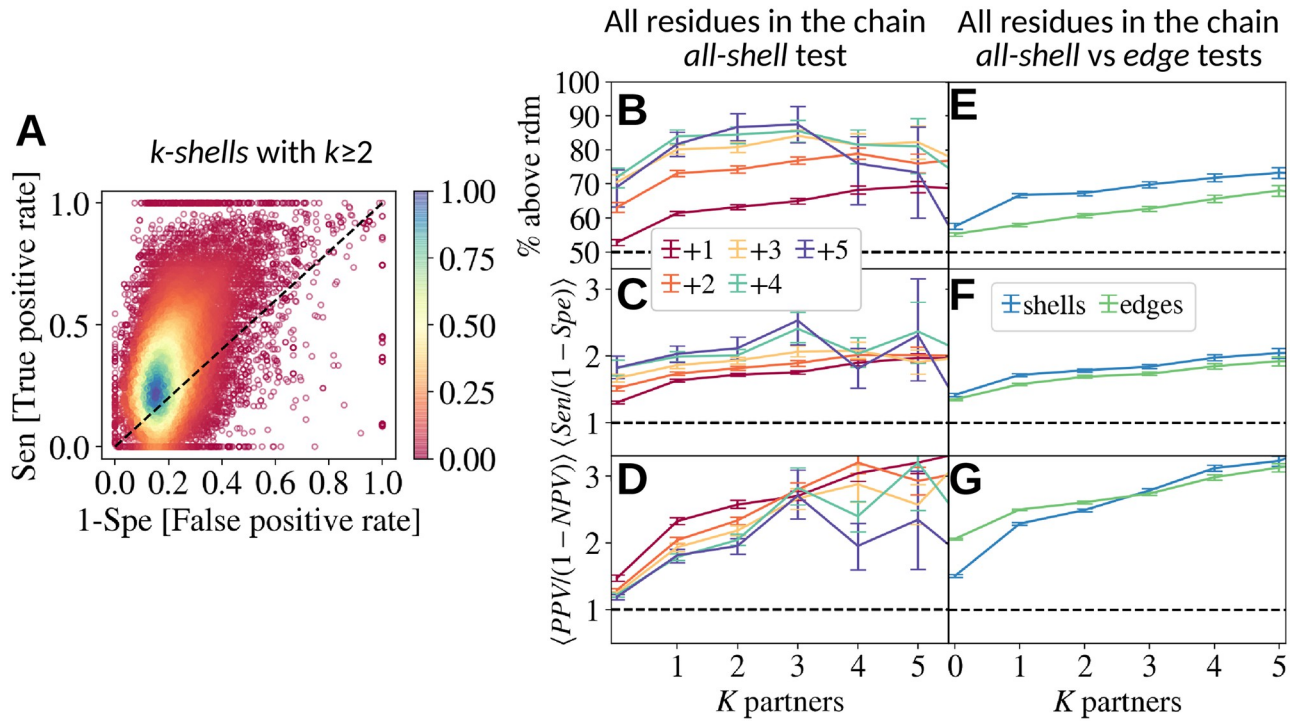 A
k-shells with k≥2
Sen [True positive rate]
1.0
0.5
0.0
0.0 0.2 0.4 0.6 0.8 1.0
1-Spe [False positive rate]
1.00
0.75
0.50
0.25
0.00
All residues in the chain
all-shell test
All residues in the chain
all-shell vs edge tests
B
% above rdm
100
90
80
70
60
50
E
+1 +3 +5
+2 +4
C
⟨Sen/(1 − Spe)⟩
3
2
1
F
shells edges
D
⟨PPV/(1 − NPV)⟩
3
2
1
G
1 2 3 4 5
K partners
0 1 2 3 4 5
K partners